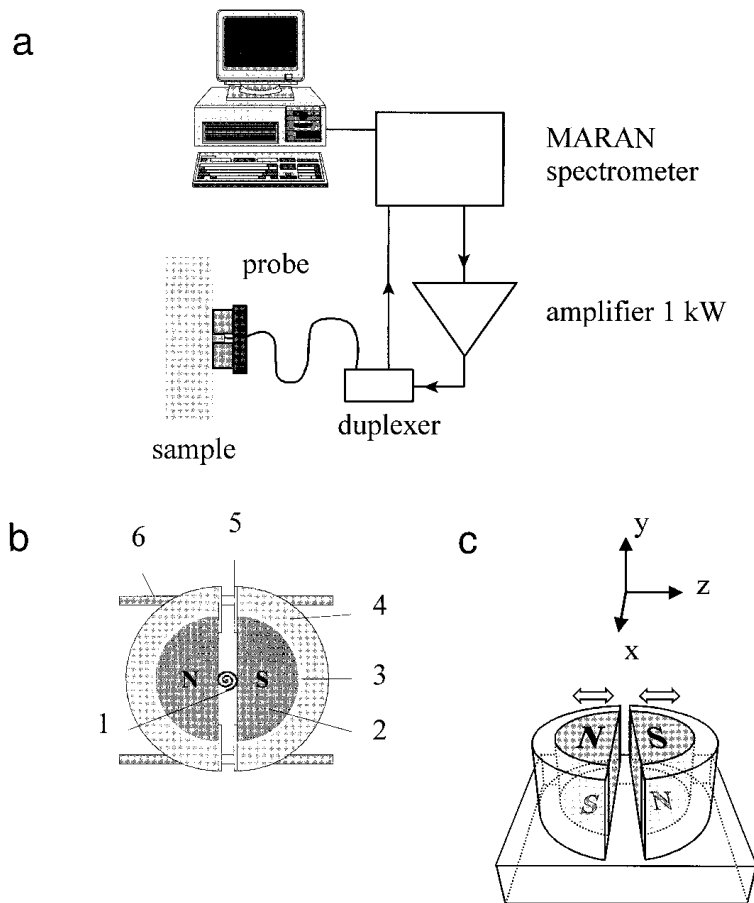 a
MARAN
spectrometer
probe
amplifier 1 kW
duplexer
sample
b
5
6
4
N
S
3
1
2
c
y
z
x
N
S
S
N